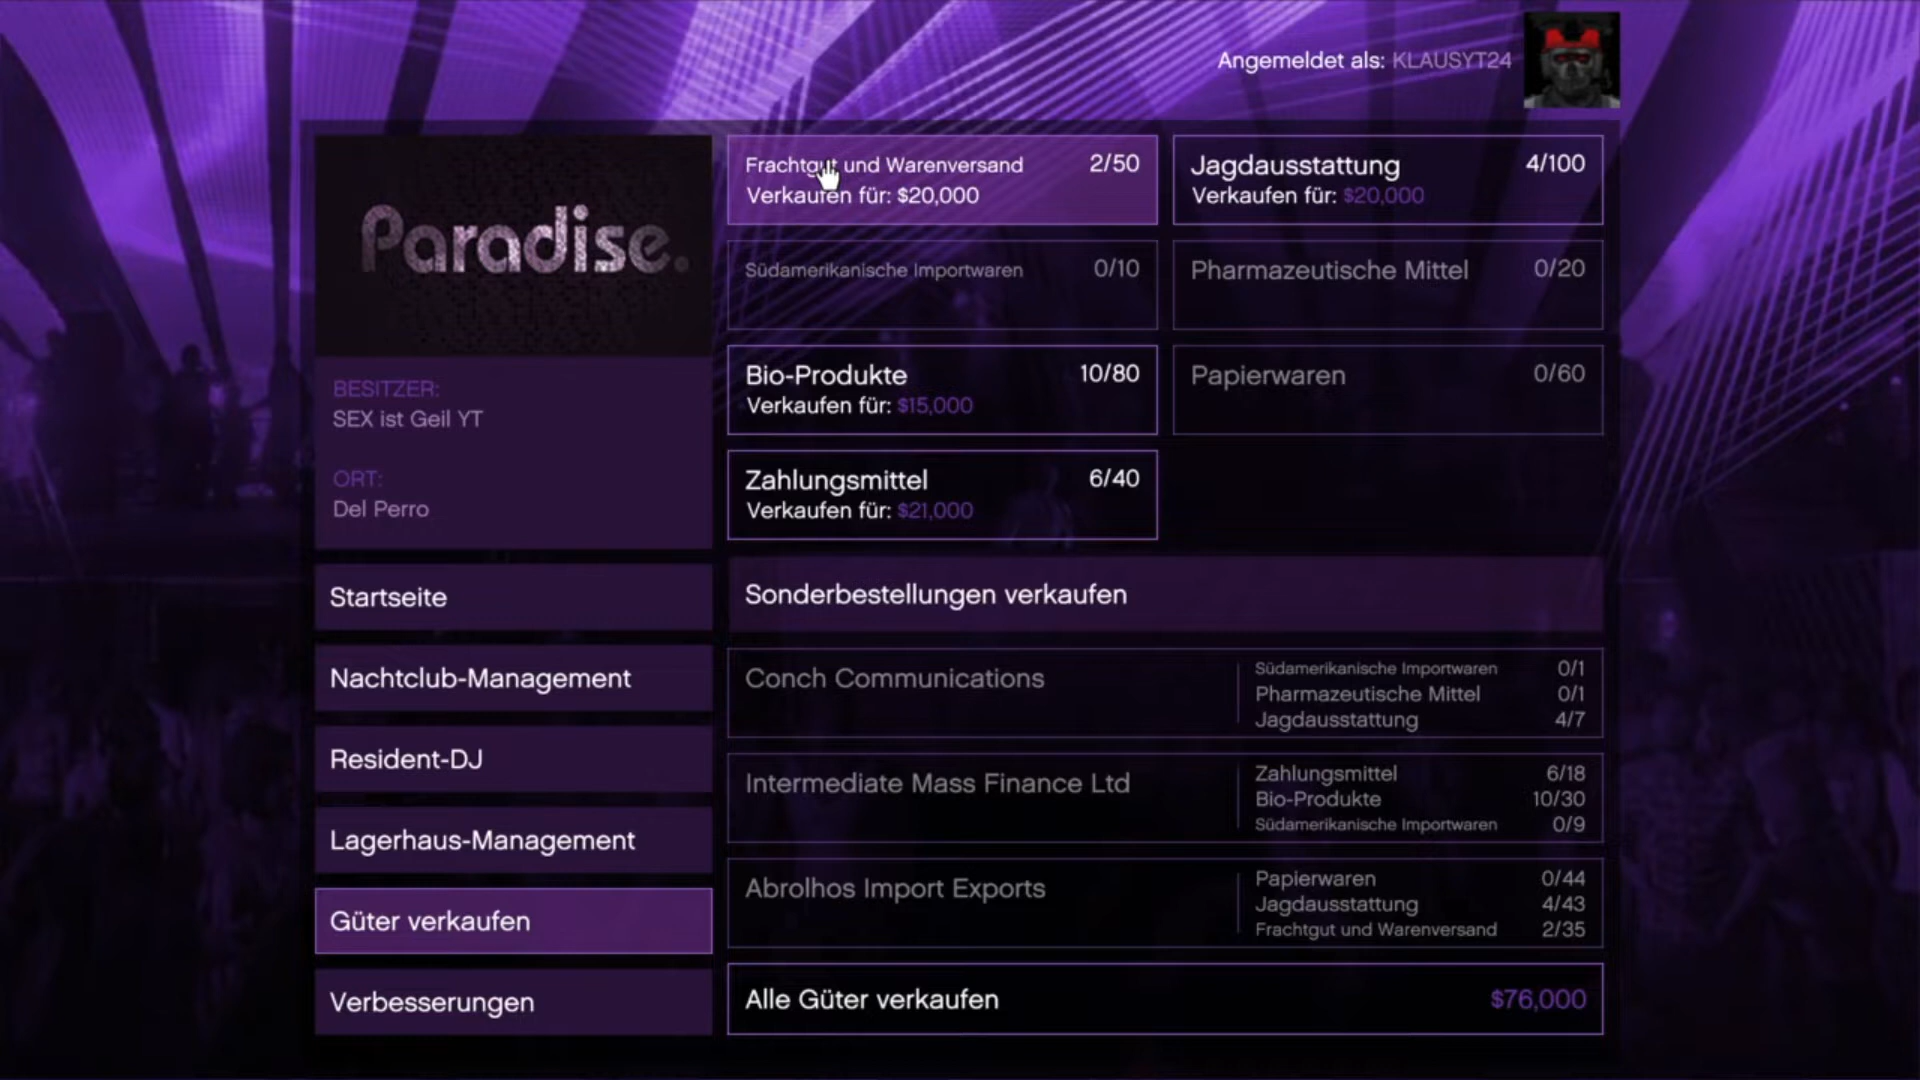 Angemeldet als: KLAUSYT24
Paradise.
BESITZER:
SEX ist Geil YT
ORT:
Del Perro
Startseite
Nachtclub-Management
Resident-DJ
Lagerhaus-Management
Güter verkaufen
Verbesserungen
Frachtgut und Warenversand 2/50
Verkaufen für: $20,000
Jagdausstattung 4/100
Verkaufen für: $20,000
Südamerikanische Importwaren 0/10
Pharmazeutische Mittel 0/20
Bio-Produkte 10/80
Verkaufen für: $15,000
Papierwaren 0/60
Zahlungsmittel 6/40
Verkaufen für: $21,000
Sonderbestellungen verkaufen
Conch Communications
Südamerikanische Importwaren 0/1
Pharmazeutische Mittel 0/1
Jagdausstattung 4/7
Intermediate Mass Finance Ltd
Zahlungsmittel 6/18
Bio-Produkte 10/30
Südamerikanische Importwaren 0/9
Abrolhos Import Exports
Papierwaren 0/44
Jagdausstattung 4/43
Frachtgut und Warenversand 2/35
Alle Güter verkaufen $76,000